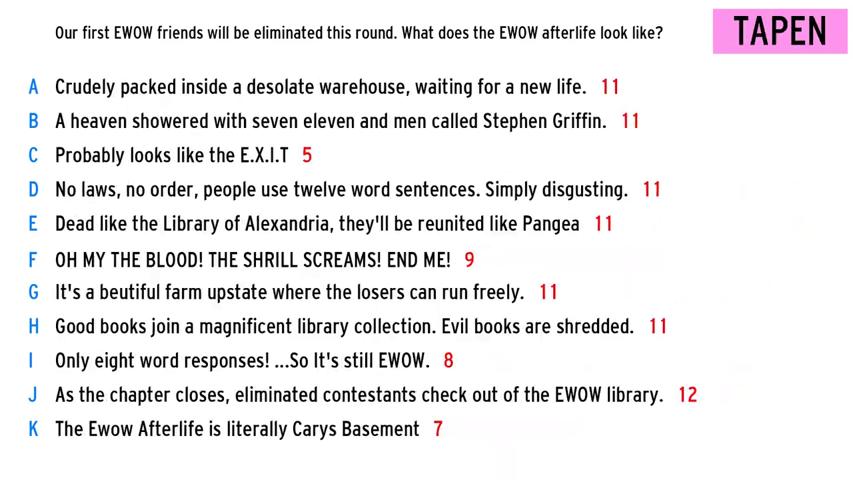 Our first EWOW friends will be eliminated this round. What does the EWOW afterlife look like?
TAPEN
A Crudely packed inside a desolate warehouse, waiting for a new life. 11
B A heaven showered with seven eleven and men called Stephen Griffin. 11
C Probably looks like the E.X.I.T 5
D No laws, no order, people use twelve word sentences. Simply disgusting. 11
E Dead like the Library of Alexandria, they'll be reunited like Pangea 11
F OH MY THE BLOOD! THE SHRILL SCREAMS! END ME! 9
G It's a beutiful farm upstate where the losers can run freely. 11
H Good books join a magnificent library collection. Evil books are shredded. 11
I Only eight word responses! ...So It's still EWOW. 8
J As the chapter closes, eliminated contestants check out of the EWOW library. 12
K The Ewow Afterlife is literally Carys Basement 7